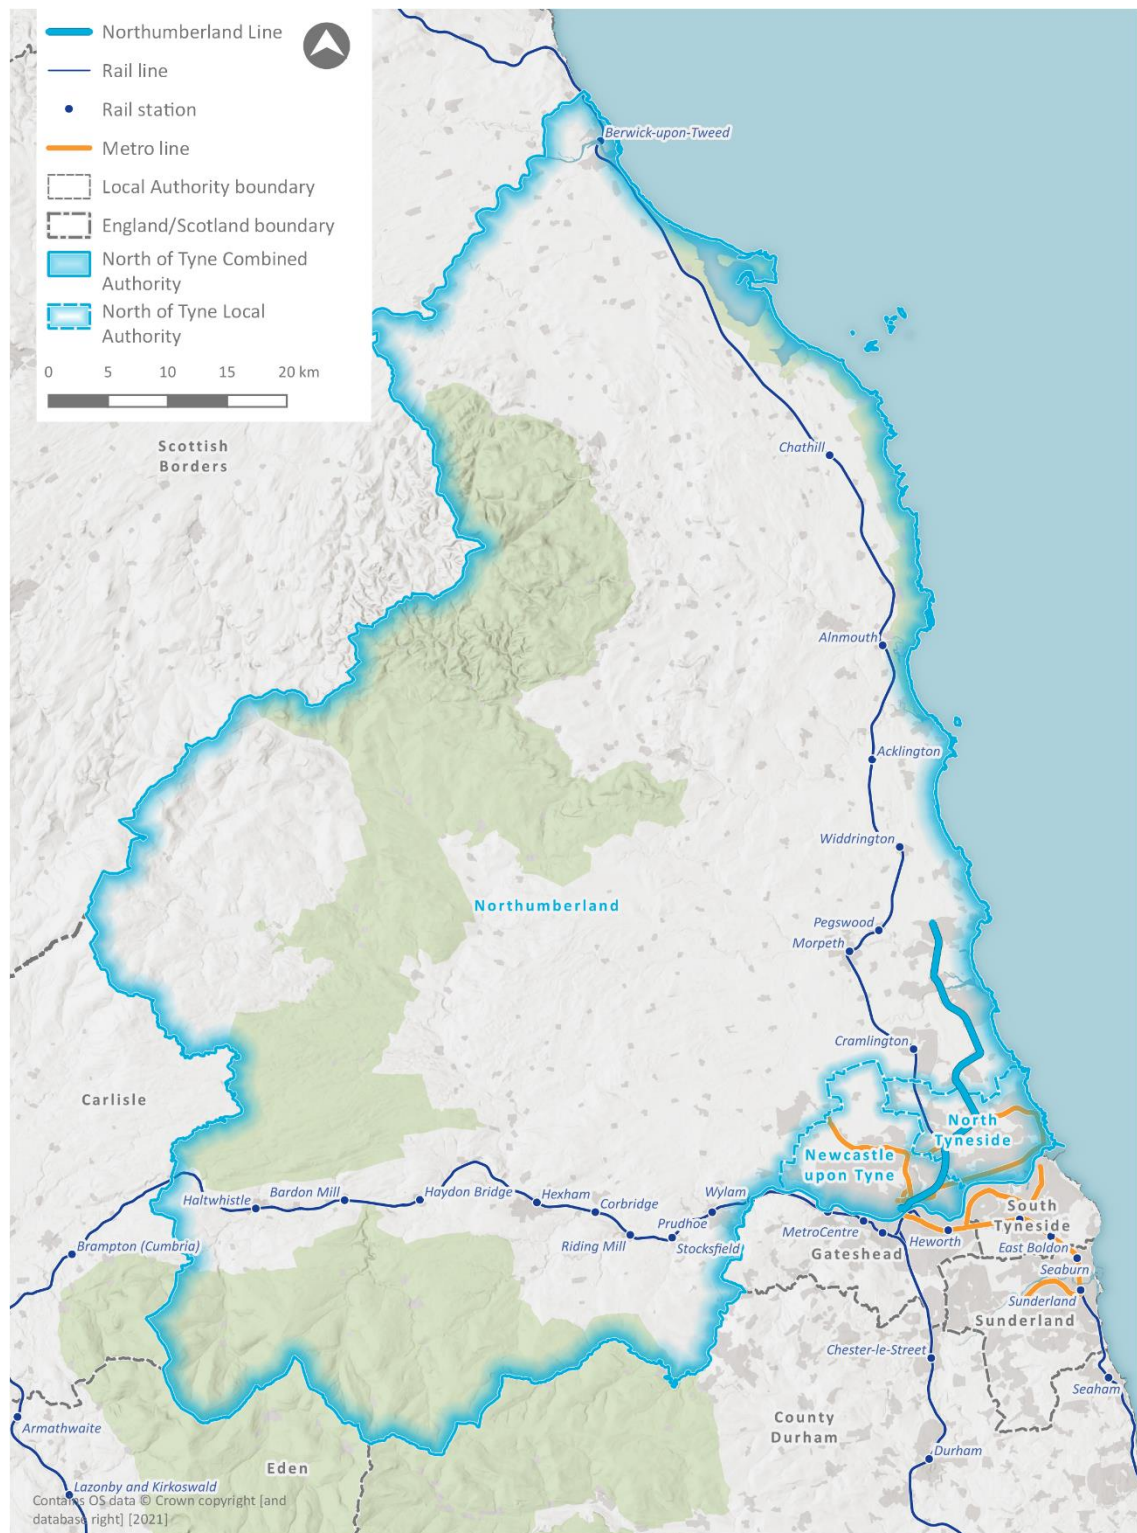 Northumberland Line
Rail line
Rail station
Metro line
Local Authority boundary
England/Scotland boundary
North of Tyne Combined
Authority
North of Tyne Local
Authority
0 5 10 15 20 km
Berwick-upon-Tweed
Scottish
Borders
Chathill
Alnmouth
Acklington
Widdrington
Northumberland
Pegswood
Morpeth
Cramlington
Carlisle
North
Tyneside
Newcastle
upon Tyne
Haltwhistle
Bardon Mill
Haydon Bridge
Hexham
Corbridge
Wylam
Prudhoe
Riding Mill
Stocksfield
MetroCentre
Gateshead
Heworth
South
Tyneside
East Boldon
Seaburn
Brampton (Cumbria)
Sunderland
Sunderland
Chester-le-Street
Seaham
Armathwaite
County
Durham
Durham
Eden
Lazonby and Kirkoswald
Contains OS data © Crown copyright [and
database right] [2021]